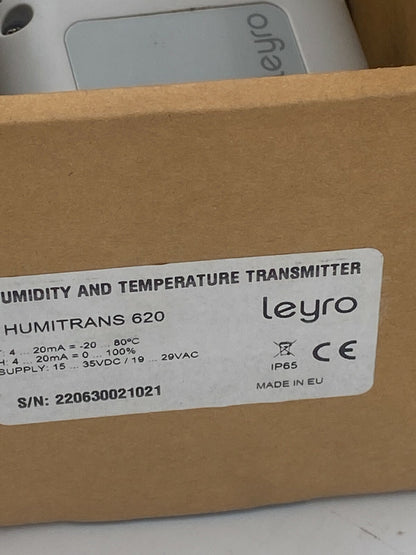 leyro
UMIDITY AND TEMPERATURE TRANSMITTER
HUMITRANS 620
leyro
: 4 ... 20mA = -20 ... 80ºC
H: 4 ... 20mA = 0 ... 100%
SUPPLY: 15 ... 35VDC / 19 ... 29VAC
IP65
CE
MADE IN EU
S/N: 220630021021